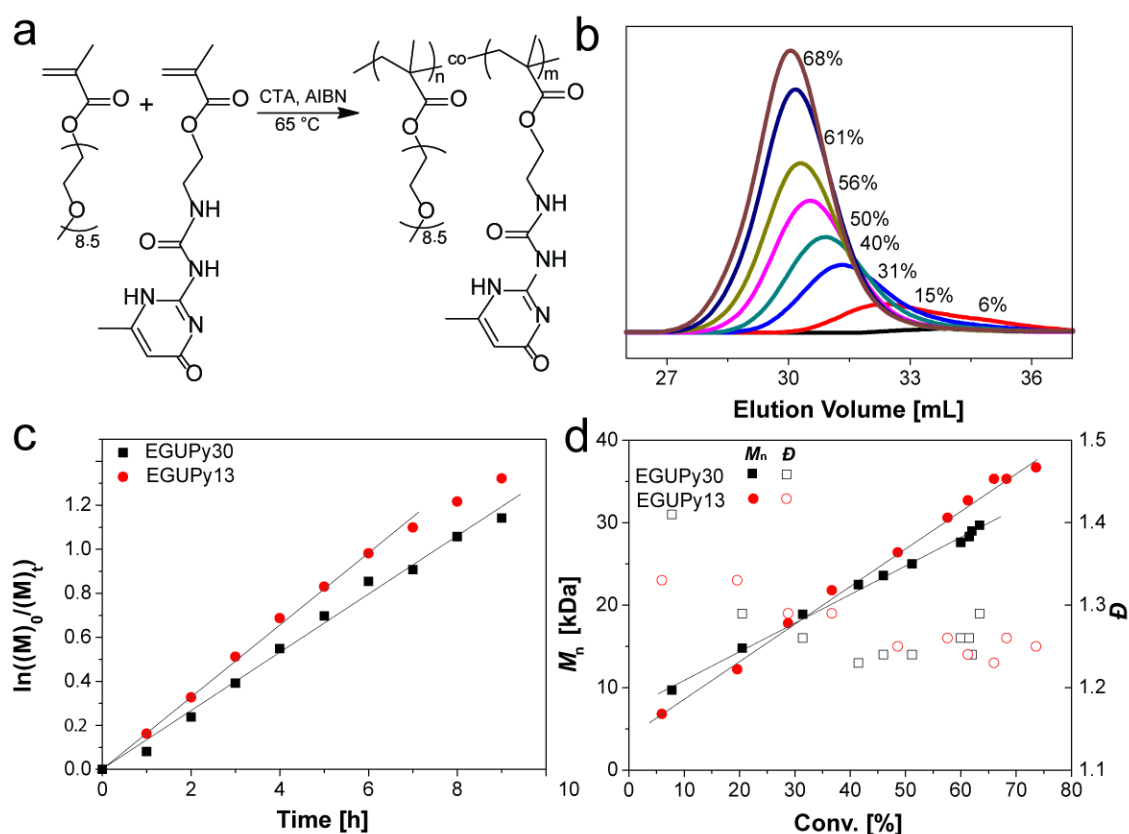 a
O
O
8.5
+
O
O
NH
O
NH
HN
N
O
CTA, AIBN
65 °C
n
co
m
O
O
O
8.5
O
O
NH
O
NH
HN
N
O
b
68%
61%
56%
50%
40%
31%
15%
6%
27 30 33 36
Elution Volume [mL]
c
EGUPy30
EGUPy13
1.2
1.0
0.8
0.6
0.4
0.2
0.0
ln((M)0/(M)t)
0 2 4 6 8 10
Time [h]
d
Mn Đ
EGUPy30
EGUPy13
40
30
20
10
0
Mn [kDa]
1.5
1.4
1.3
1.2
1.1
Đ
0 10 20 30 40 50 60 70 80
Conv. [%]